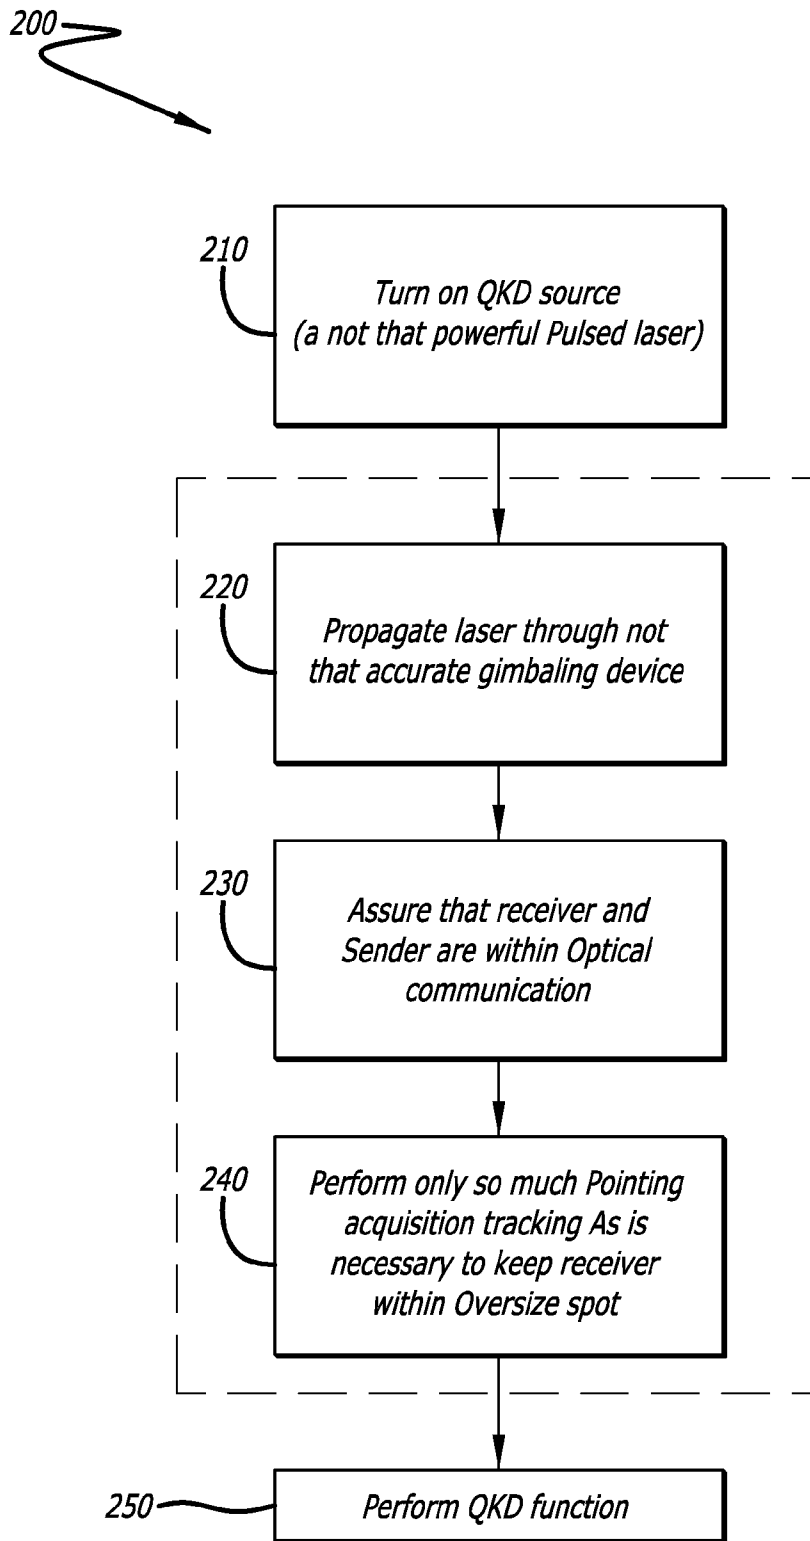 200
210
Turn on QKD source
(a not that powerful Pulsed laser)
220
Propagate laser through not
that accurate gimbaling device
230
Assure that receiver and
Sender are within Optical
communication
240
Perform only so much Pointing
acquisition tracking As is
necessary to keep receiver
within Oversize spot
250
Perform QKD function